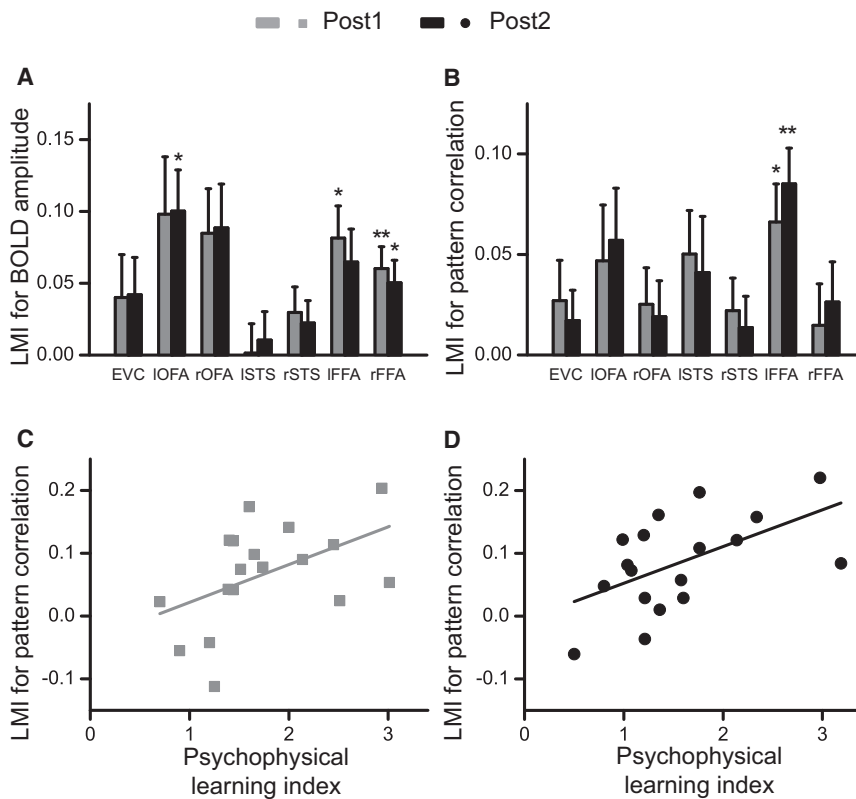 Post1 Post2
A
LMI for BOLD amplitude
0.15
0.10
0.05
0.00
* * ** *
EVC lOFA rOFA lSTS rSTS lFFA rFFA
B
LMI for pattern correlation
0.10
0.05
0.00
* **
EVC lOFA rOFA lSTS rSTS lFFA rFFA
C
LMI for pattern correlation
0.2
0.1
0.0
-0.1
0 1 2 3
Psychophysical
learning index
D
LMI for pattern correlation
0.2
0.1
0.0
-0.1
0 1 2 3
Psychophysical
learning index